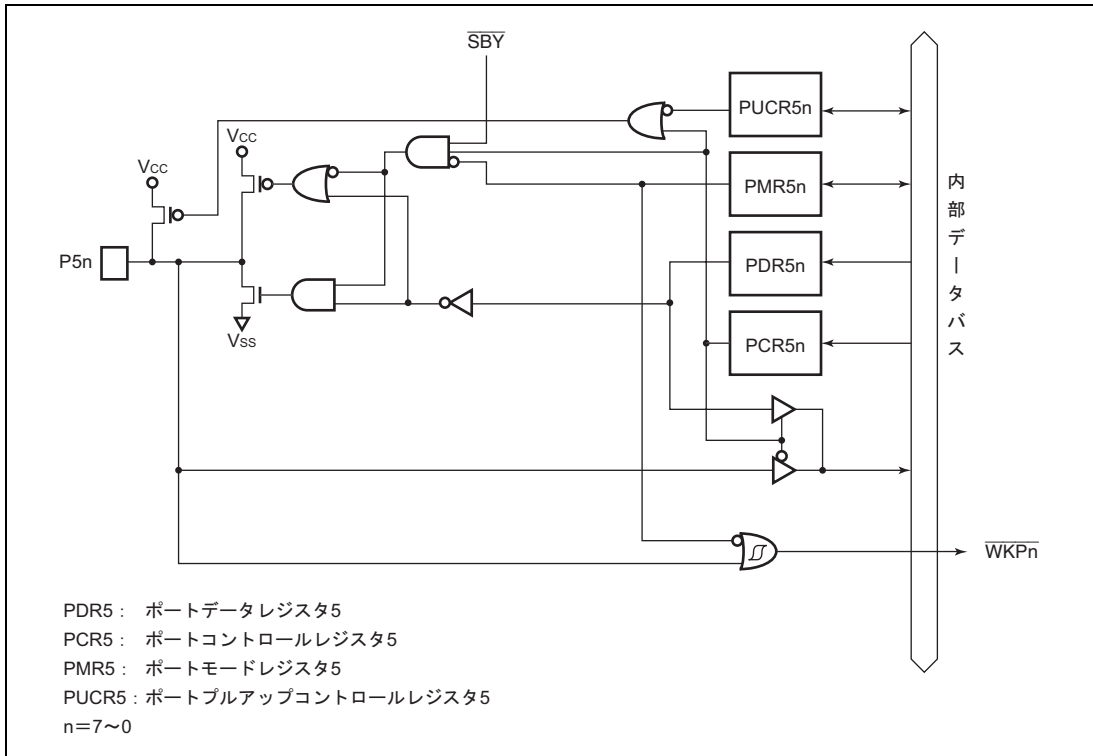 SBY
PUCR5n
VCC
VCC
PMR5n
内部データバス
P5n
PDR5n
VSS
PCR5n
WKPn
PDR5： ポートデータレジスタ5
PCR5： ポートコントロールレジスタ5
PMR5： ポートモードレジスタ5
PUCR5：ポートプルアップコントロールレジスタ5
n＝7～0